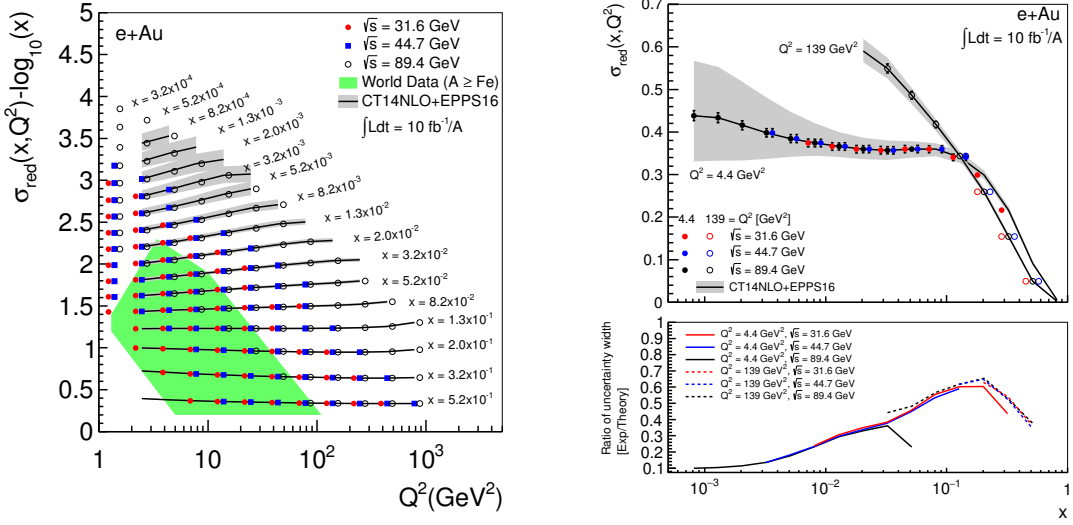 σred(x,Q²)-log₁₀(x)
5
4.5
4
3.5
3
2.5
2
1.5
1
0.5
0
e+Au
√s = 31.6 GeV
√s = 44.7 GeV
√s = 89.4 GeV
World Data (A ≥ Fe)
CT14NLO+EPPS16
∫Ldt = 10 fb⁻¹/A
x = 3.2x10⁻⁴
x = 5.2x10⁻⁴
x = 8.2x10⁻⁴
x = 1.3x10⁻³
x = 2.0x10⁻³
x = 3.2x10⁻³
x = 5.2x10⁻³
x = 8.2x10⁻³
x = 1.3x10⁻²
x = 2.0x10⁻²
x = 3.2x10⁻²
x = 5.2x10⁻²
x = 8.2x10⁻²
x = 1.3x10⁻¹
x = 2.0x10⁻¹
x = 3.2x10⁻¹
x = 5.2x10⁻¹
1 10 10² 10³
Q²(GeV²)
σred(x,Q²)
0.7
0.6
0.5
0.4
0.3
0.2
0.1
0
e+Au
∫Ldt = 10 fb⁻¹/A
Q² = 139 GeV²
Q² = 4.4 GeV²
4.4 139 = Q² [GeV²]
√s = 31.6 GeV
√s = 44.7 GeV
√s = 89.4 GeV
CT14NLO+EPPS16
Ratio of uncertainty width
[Exp/Theory]
1
0.9
0.8
0.7
0.6
0.5
0.4
0.3
0.2
0.1
Q² = 4.4 GeV², √s = 31.6 GeV
Q² = 4.4 GeV², √s = 44.7 GeV
Q² = 4.4 GeV², √s = 89.4 GeV
Q² = 139 GeV², √s = 31.6 GeV
Q² = 139 GeV², √s = 44.7 GeV
Q² = 139 GeV², √s = 89.4 GeV
10⁻³ 10⁻² 10⁻¹ 1
x